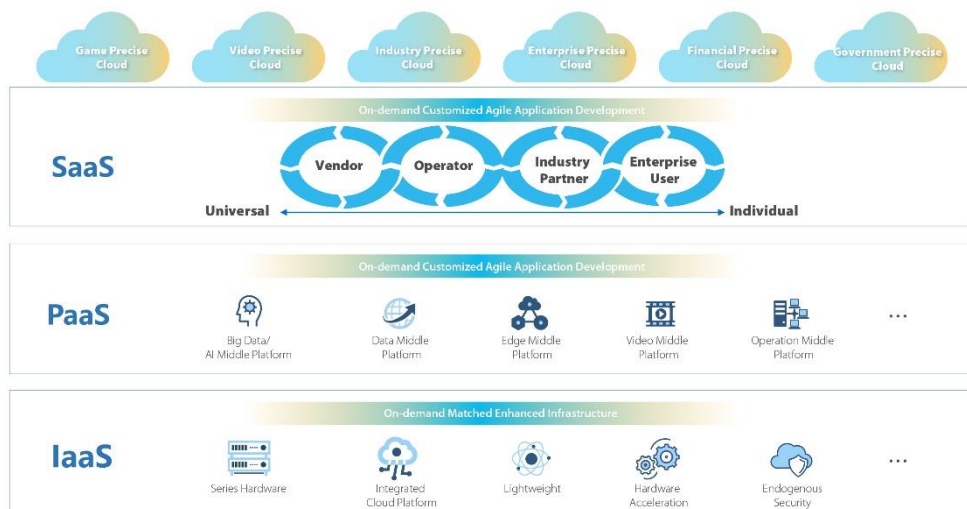 Game Precise
Cloud
Video Precise
Cloud
Industry Precise
Cloud
Enterprise Precise
Cloud
Financial Precise
Cloud
Government Precise
Cloud
SaaS
On-demand Customized Agile Application Development
Vendor
Operator
Industry
Partner
Enterprise
User
Universal
Individual
PaaS
On-demand Customized Agile Application Development
Big Data/
AI Middle Platform
Data Middle
Platform
Edge Middle
Platform
Video Middle
Platform
Operation Middle
Platform
...
IaaS
On-demand Matched Enhanced Infrastructure
Series Hardware
Integrated
Cloud Platform
Lightweight
Hardware
Acceleration
Endogenous
Security
...